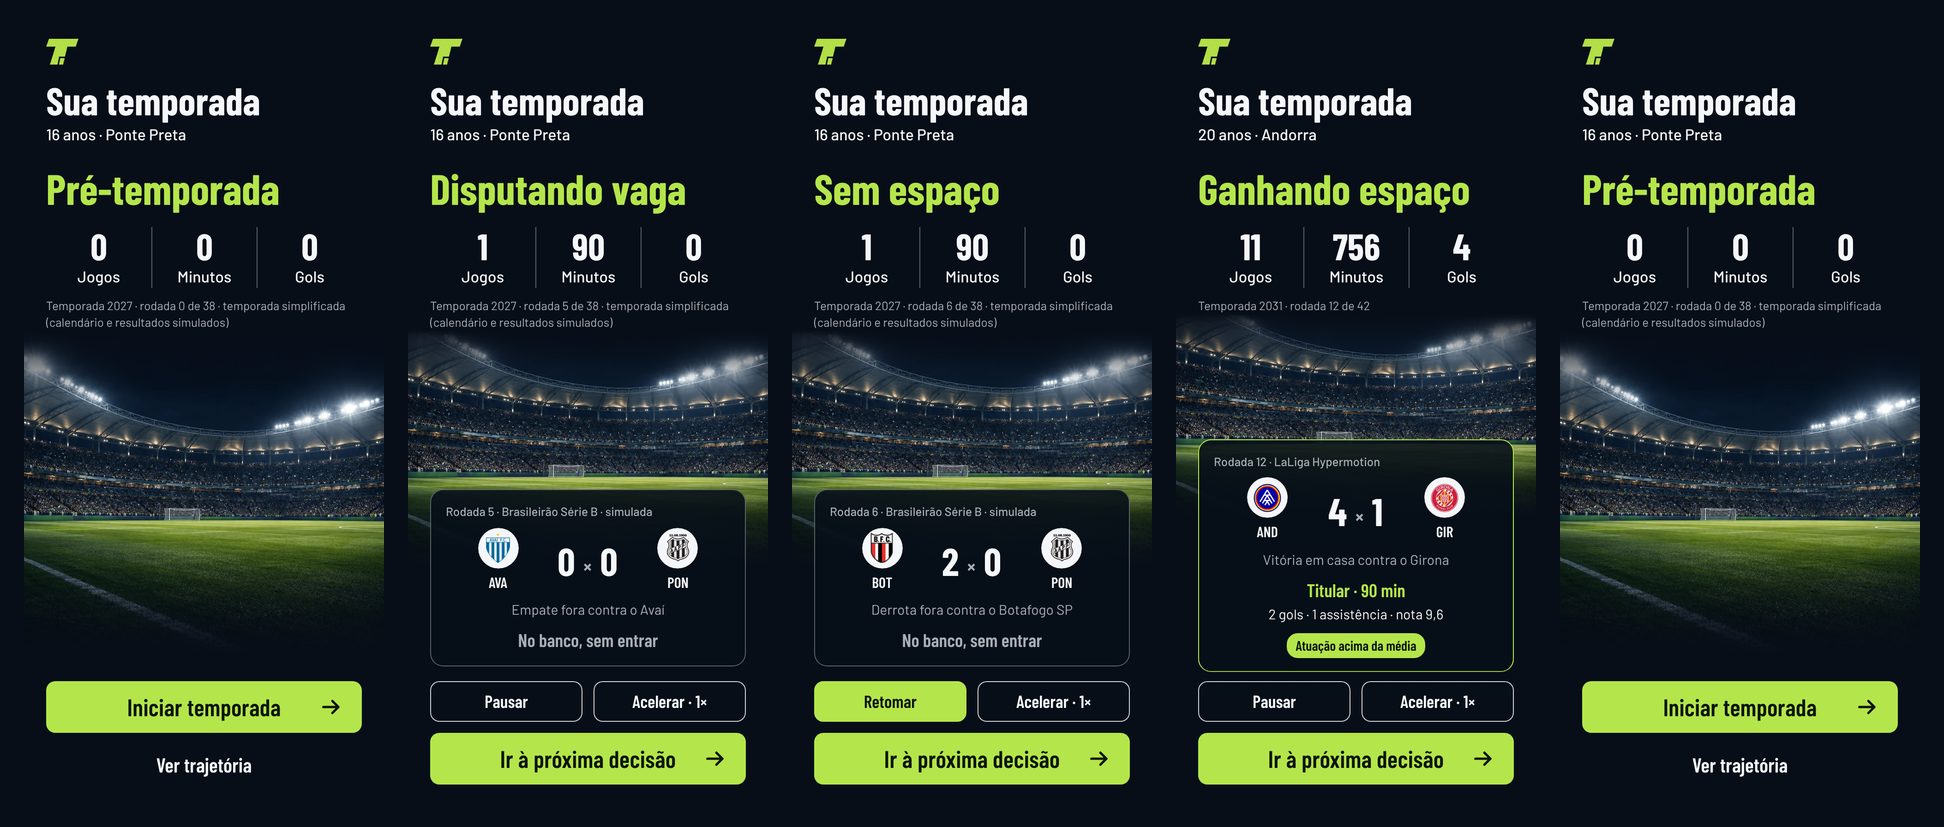 T.
Sua temporada
16 anos · Ponte Preta
Pré-temporada
0
Jogos
0
Minutos
0
Gols
Temporada 2027 · rodada 0 de 38 · temporada simplificada
(calendário e resultados simulados)
Iniciar temporada →
Ver trajetória
T.
Sua temporada
16 anos · Ponte Preta
Disputando vaga
1
Jogos
90
Minutos
0
Gols
Temporada 2027 · rodada 5 de 38 · temporada simplificada
(calendário e resultados simulados)
Rodada 5 · Brasileirão Série B · simulada
0 × 0
AVA
PON
Empate fora contra o Avaí
No banco, sem entrar
Pausar
Acelerar · 1×
Ir à próxima decisão →
T.
Sua temporada
16 anos · Ponte Preta
Sem espaço
1
Jogos
90
Minutos
0
Gols
Temporada 2027 · rodada 6 de 38 · temporada simplificada
(calendário e resultados simulados)
Rodada 6 · Brasileirão Série B · simulada
B.F.C.
2 × 0
BOT
PON
Derrota fora contra o Botafogo SP
No banco, sem entrar
Retomar
Acelerar · 1×
Ir à próxima decisão →
T.
Sua temporada
20 anos · Andorra
Ganhando espaço
11
Jogos
756
Minutos
4
Gols
Temporada 2031 · rodada 12 de 42
Rodada 12 · LaLiga Hypermotion
4 × 1
AND
GIR
Vitória em casa contra o Girona
Titular · 90 min
2 gols · 1 assistência · nota 9,6
Atuação acima da média
Pausar
Acelerar · 1×
Ir à próxima decisão →
T.
Sua temporada
16 anos · Ponte Preta
Pré-temporada
0
Jogos
0
Minutos
0
Gols
Temporada 2027 · rodada 0 de 38 · temporada simplificada
(calendário e resultados simulados)
Iniciar temporada →
Ver trajetória